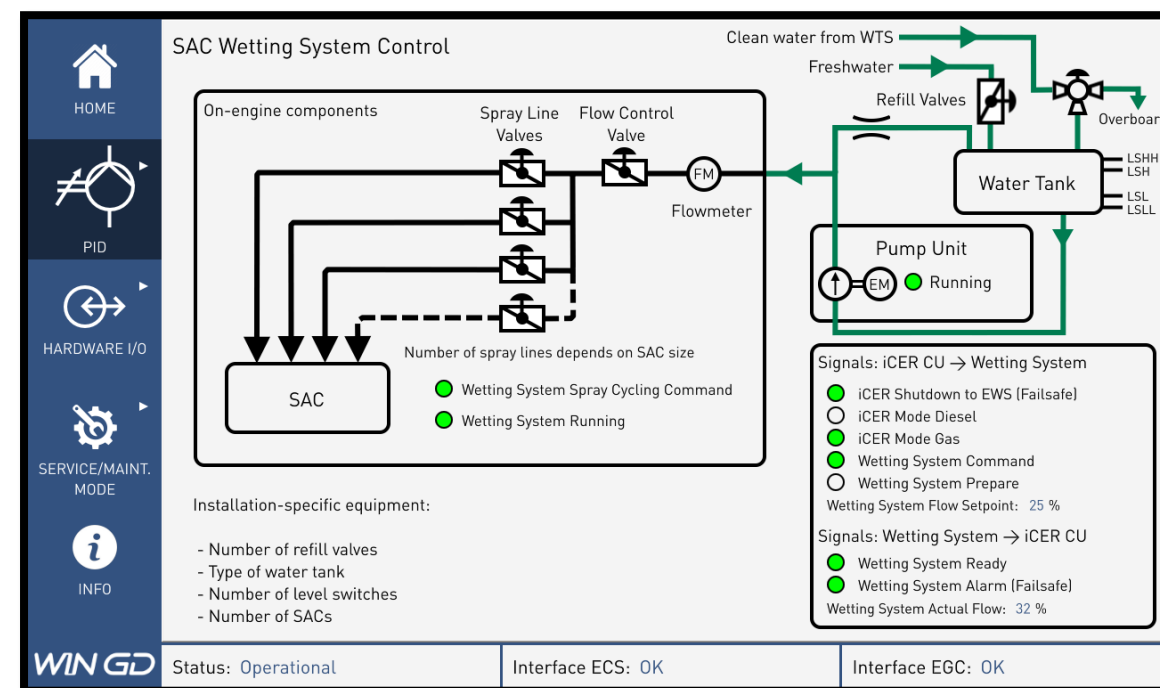 SAC Wetting System Control
HOME
PID
HARDWARE I/O
SERVICE/MAINT.
MODE
INFO
WIN GD
Clean water from WTS
Freshwater
Refill Valves
Overboar
On-engine components
Spray Line
Valves
Flow Control
Valve
FM
Flowmeter
Water Tank
LSHH
LSH
LSL
LSLL
Pump Unit
EM
Running
Number of spray lines depends on SAC size
SAC
Wetting System Spray Cycling Command
Wetting System Running
Signals: iCER CU → Wetting System
iCER Shutdown to EWS (Failsafe)
iCER Mode Diesel
iCER Mode Gas
Wetting System Command
Wetting System Prepare
Wetting System Flow Setpoint: 25 %
Signals: Wetting System → iCER CU
Wetting System Ready
Wetting System Alarm (Failsafe)
Wetting System Actual Flow: 32 %
Installation-specific equipment:
- Number of refill valves
- Type of water tank
- Number of level switches
- Number of SACs
Status: Operational
Interface ECS: OK
Interface EGC: OK